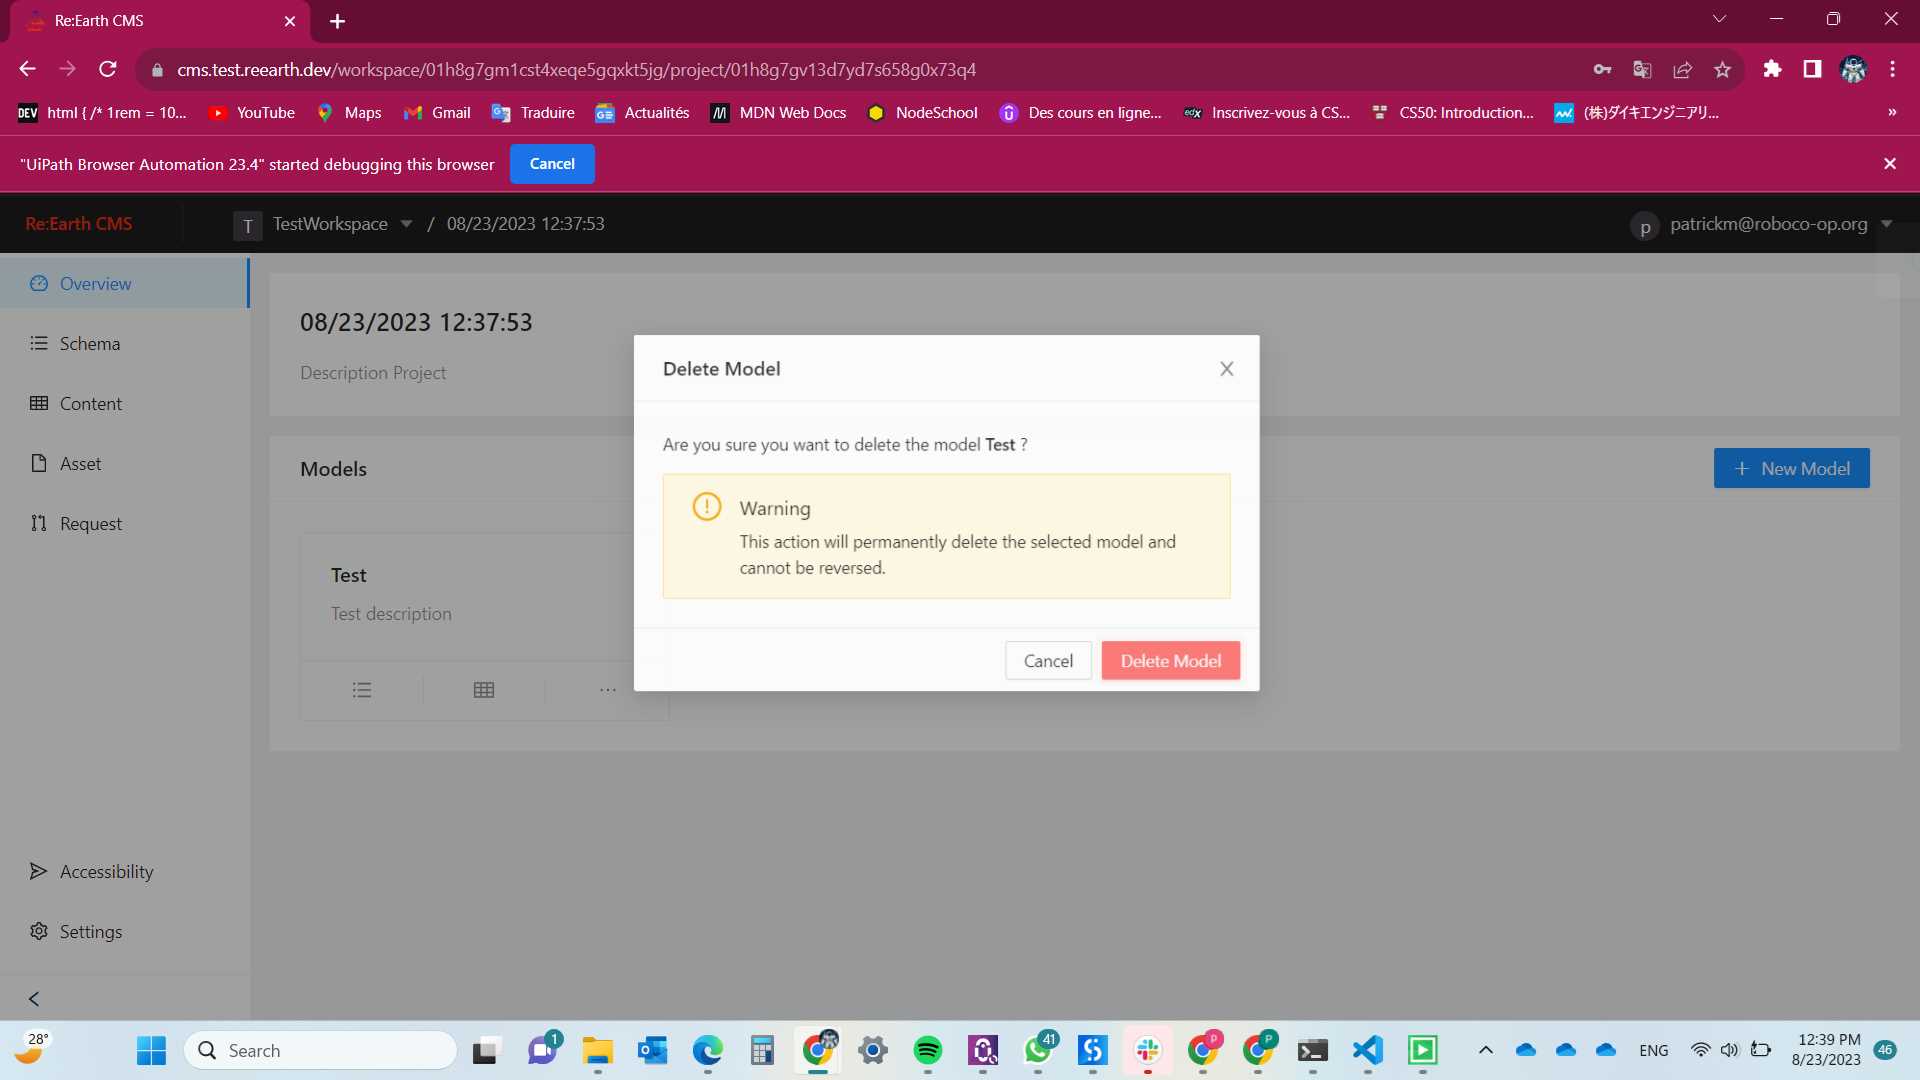 Re:Earth CMS
cms.test.reearth.dev/workspace/01h8g7gm1cst4xeqe5gqxkt5jg/project/01h8g7gv13d7yd7s658g0x73q4
DEV html { /* 1rem = 10... YouTube Maps Gmail Traduire Actualités MDN Web Docs NodeSchool Des cours en ligne... edX Inscrivez-vous à CS... CS50: Introduction... (株)ダイキエンジニアリ... »
"UiPath Browser Automation 23.4" started debugging this browser Cancel
Re:Earth CMS T TestWorkspace / 08/23/2023 12:37:53 p patrickm@roboco-op.org
Overview
Schema
Content
Asset
Request
Accessibility
Settings
08/23/2023 12:37:53
Description Project
Models
+ New Model
Test
Test description
Delete Model
Are you sure you want to delete the model Test ?
Warning
This action will permanently delete the selected model and
cannot be reversed.
Cancel Delete Model
28°
Search
1
41
P
P
ENG
12:39 PM
8/23/2023
46